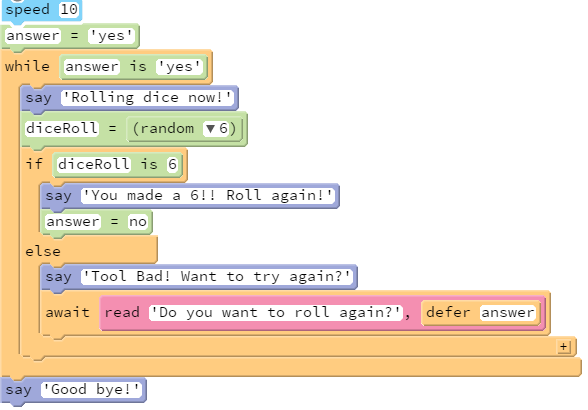 speed 10
answer = 'yes'
while answer is 'yes'
say 'Rolling dice now!'
diceRoll = (random ▼6)
if diceRoll is 6
say 'You made a 6!! Roll again!'
answer = no
else
say 'Tool Bad! Want to try again?'
await read 'Do you want to roll again?', defer answer
+
say 'Good bye!'